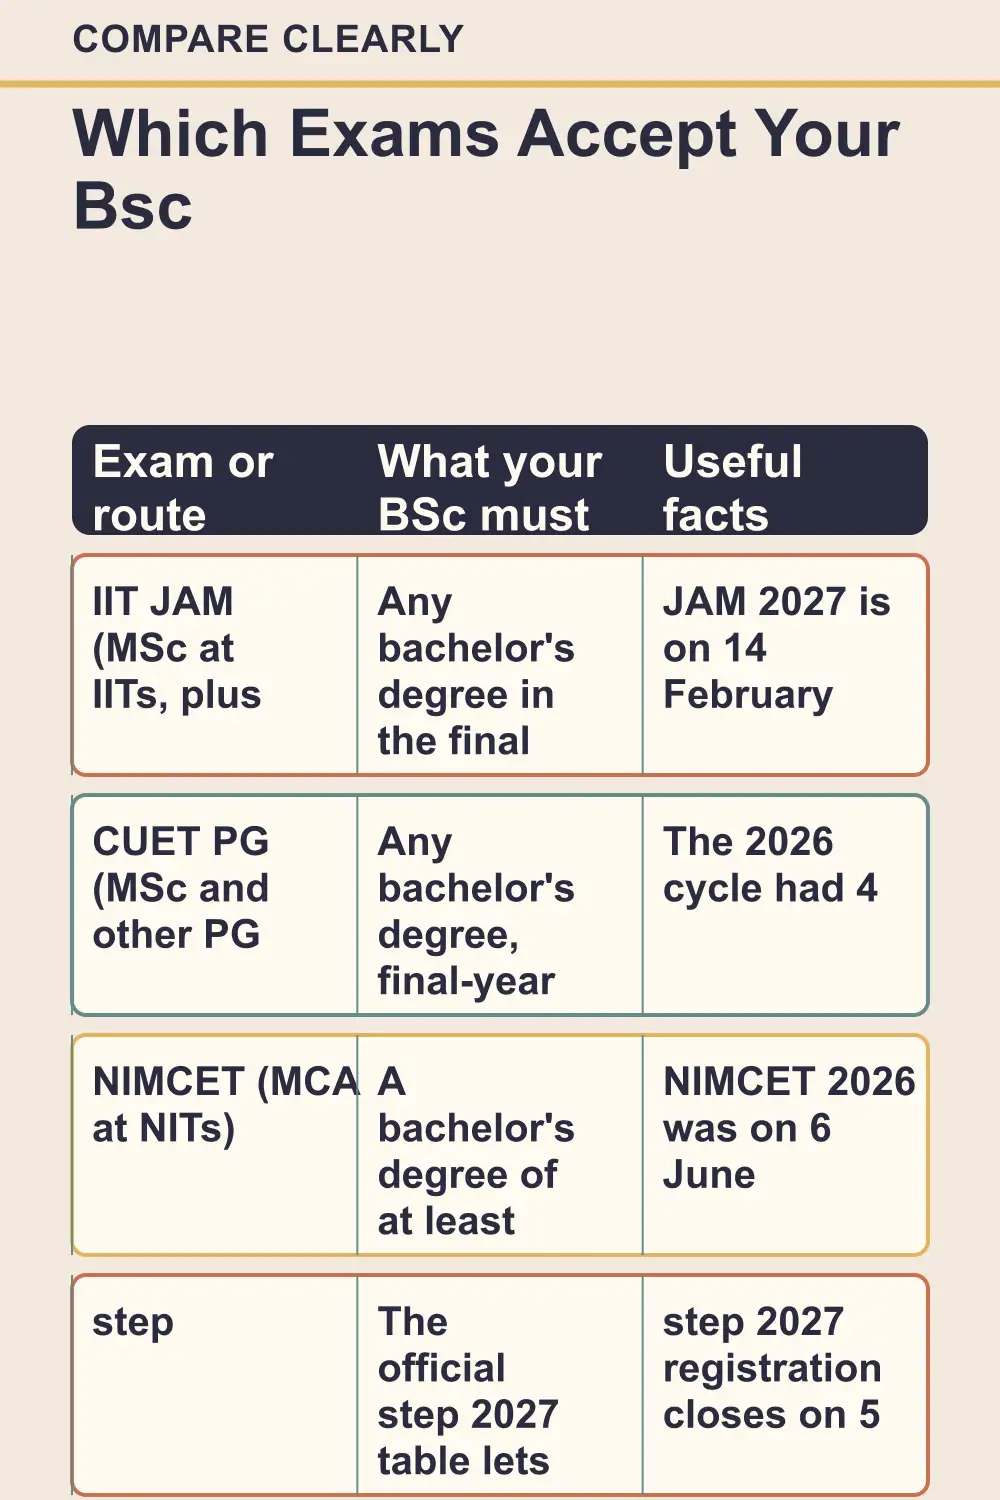 COMPARE CLEARLY
Which Exams Accept Your
Bsc
Exam or
route
What your
BSc must
Useful
facts
IIT JAM
(MSc at
IITs, plus
Any
bachelor's
degree in
the final
JAM 2027 is
on 14
February
CUET PG
(MSc and
other PG
Any
bachelor's
degree,
final-year
The 2026
cycle had 4
NIMCET (MCA
at NITs)
A
bachelor's
degree of
at least
NIMCET 2026
was on 6
June
step
The
official
step 2027
table lets
step 2027
registration
closes on 5